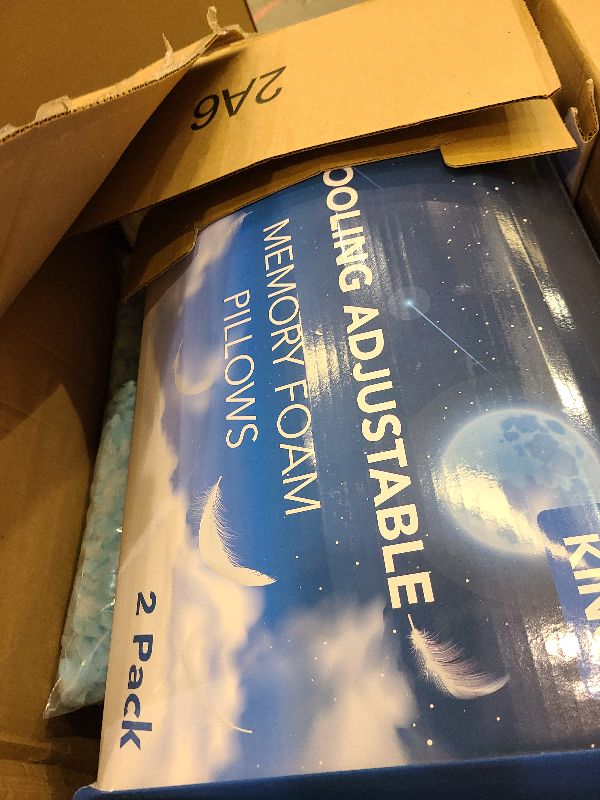 2A6
OOLING ADJUSTABLE
MEMORY FOAM
PILLOWS
2 Pack